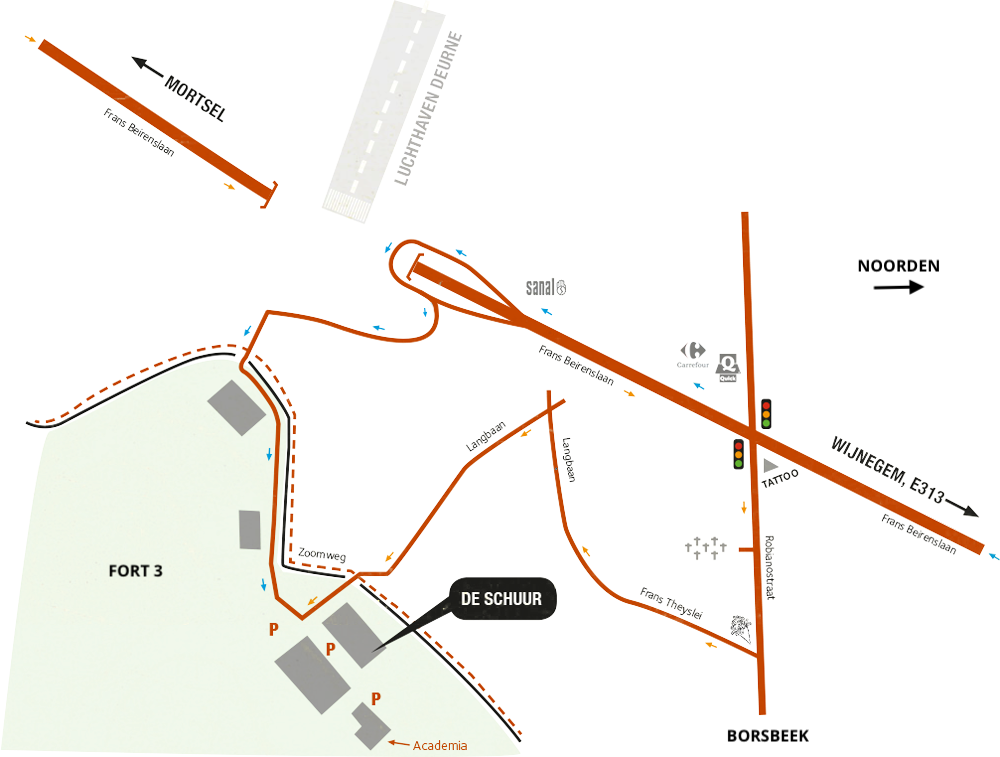 LUCHTHAVEN DEURNE
MORTSEL
Frans Beirenslaan
NOORDEN
sanal
Frans Beirenslaan
Carrefour
Q
Quick
WIJNEGEM, E313
TATTOO
Frans Beirenslaan
Langbaan
Langbaan
Robianostraat
Zoomweg
FORT 3
DE SCHUUR
Frans Theyslei
P
P
P
BORSBEEK
Academia